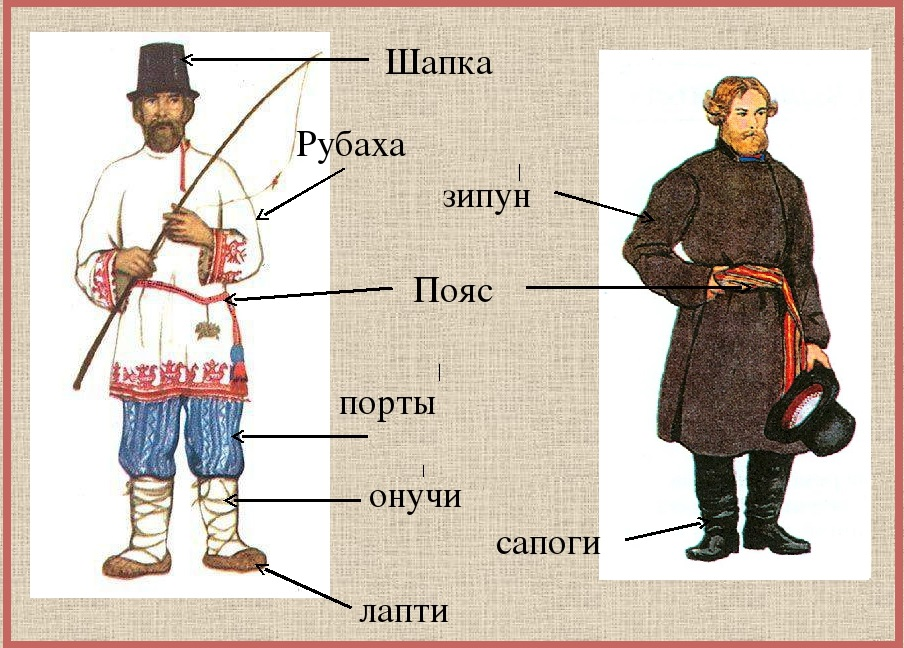 Шапка
Рубаха
зипун
Пояс
порты
онучи
сапоги
лапти